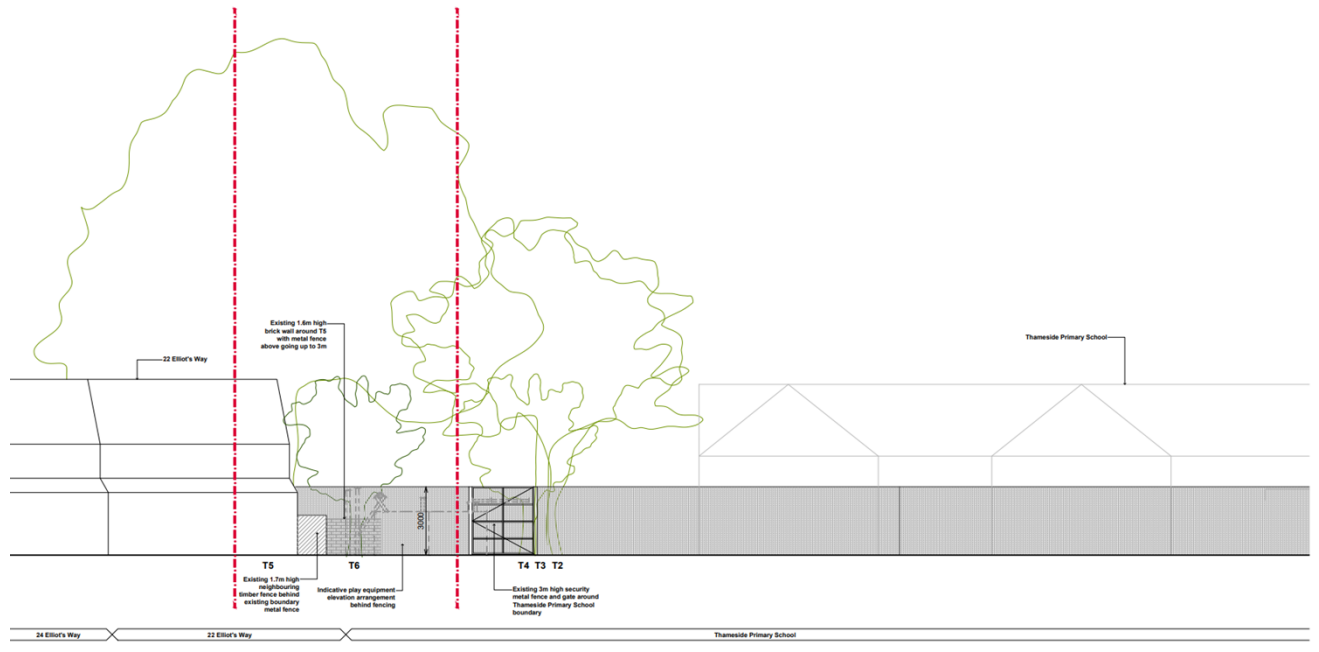 Existing 1.6m high
brick wall around T5
with metal fence
above going up to 3m
22 Elliot's Way
Thameside Primary School
3000
T5
T6
T4 T3 T2
Existing 1.7m high
neighbouring
timber fence behind
existing boundary
metal fence
Indicative play equipment
elevation arrangement
behind fencing
Existing 3m high security
metal fence and gate around
Thameside Primary School
boundary
24 Elliot's Way
22 Elliot's Way
Thameside Primary School